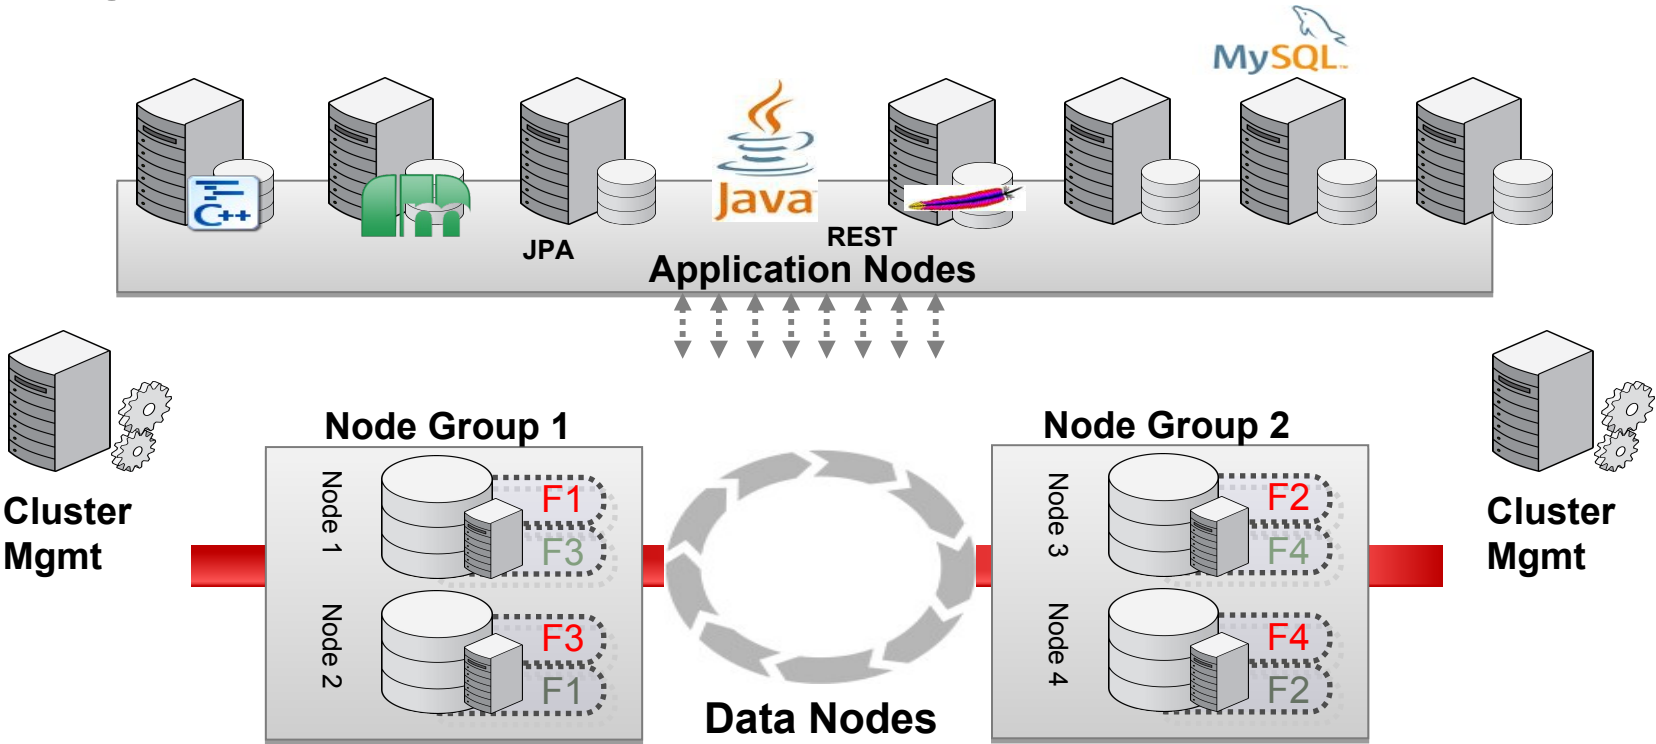 MySQL
C++
Java
JPA
REST
Application Nodes
Node Group 1
Node Group 2
Cluster
Mgmt
Node 1
F1
F3
Node 2
F3
F1
Node 3
F2
F4
Node 4
F4
F2
Cluster
Mgmt
Data Nodes